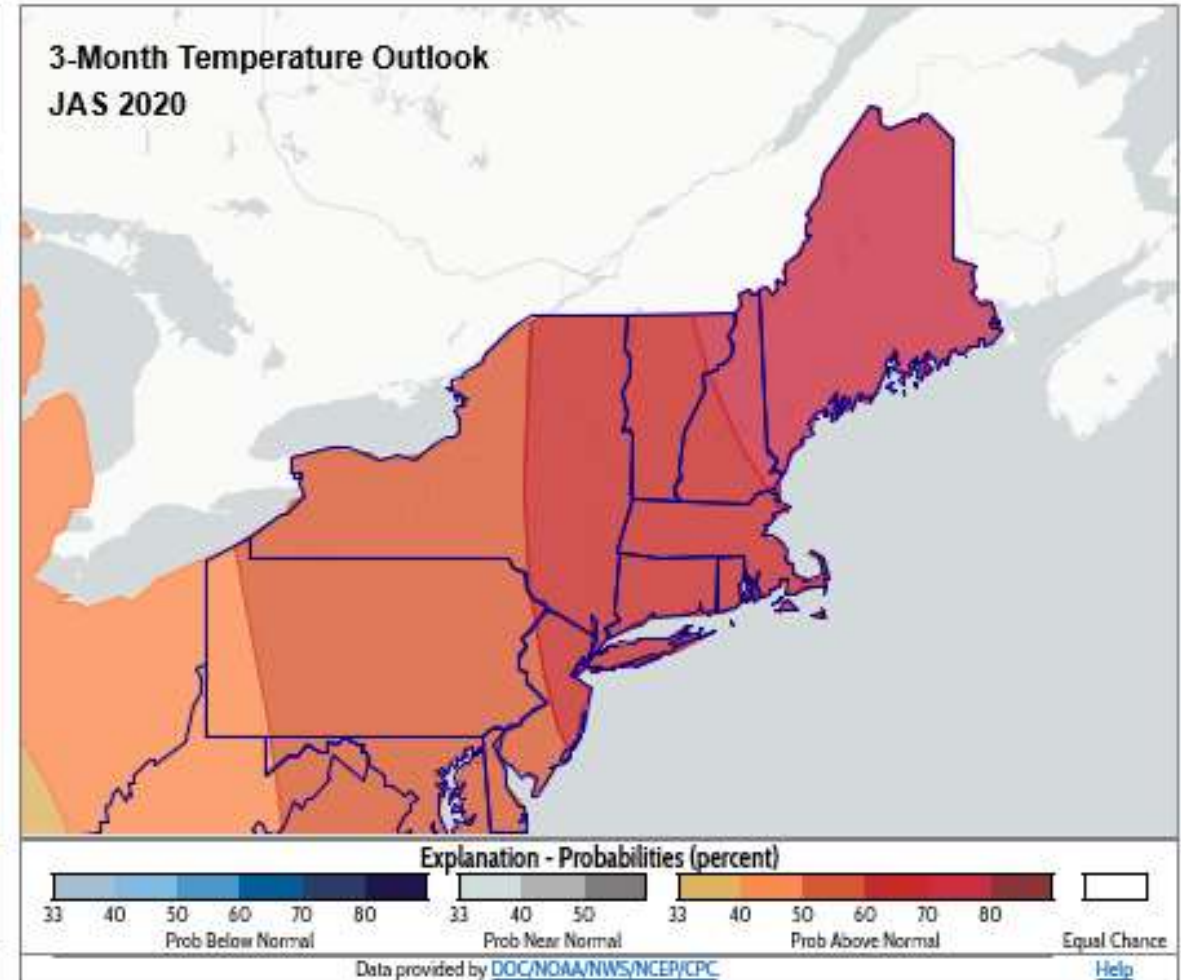 3-Month Temperature Outlook
JAS 2020
Explanation - Probabilities (percent)
33 40 50 60 70 80 33 40 50 33 40 50 60 70 80
Prob Below Normal Prob Near Normal Prob Above Normal Equal Chance
Data provided by DOC/NOAA/NWS/NCEP/CPC Help